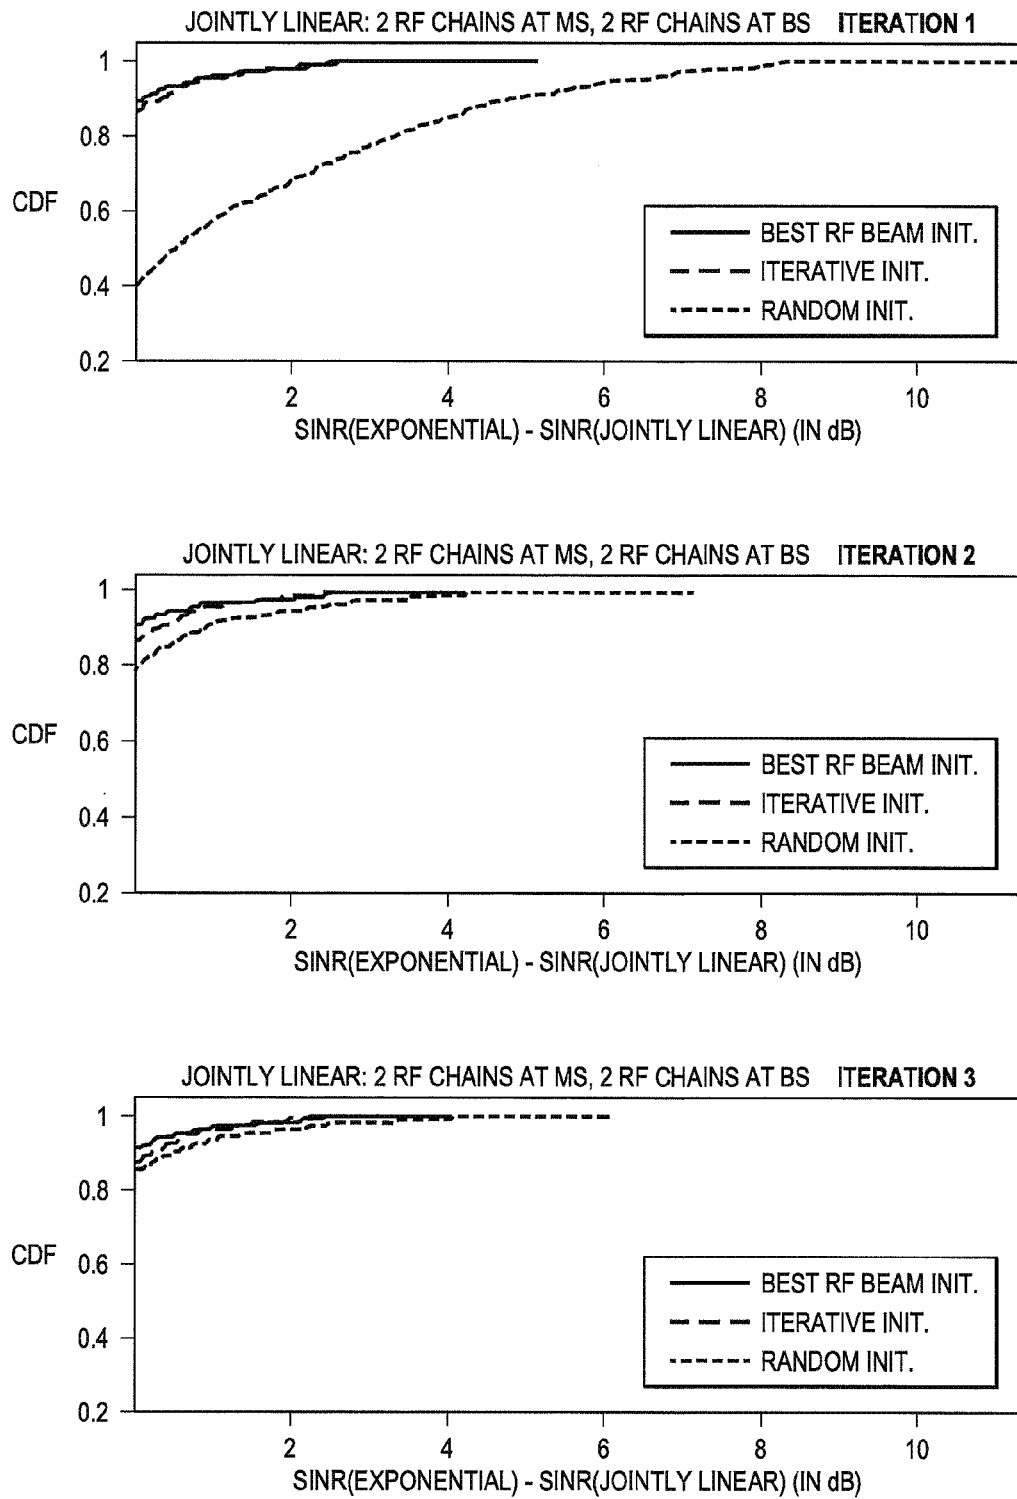 JOINTLY LINEAR: 2 RF CHAINS AT MS, 2 RF CHAINS AT BS ITERATION 1
1
0.8
CDF
0.6
0.4
0.2
BEST RF BEAM INIT.
ITERATIVE INIT.
RANDOM INIT.
2 4 6 8 10
SINR(EXPONENTIAL) - SINR(JOINTLY LINEAR) (IN dB)
JOINTLY LINEAR: 2 RF CHAINS AT MS, 2 RF CHAINS AT BS ITERATION 2
1
0.8
CDF
0.6
0.4
0.2
BEST RF BEAM INIT.
ITERATIVE INIT.
RANDOM INIT.
2 4 6 8 10
SINR(EXPONENTIAL) - SINR(JOINTLY LINEAR) (IN dB)
JOINTLY LINEAR: 2 RF CHAINS AT MS, 2 RF CHAINS AT BS ITERATION 3
1
0.8
CDF
0.6
0.4
0.2
BEST RF BEAM INIT.
ITERATIVE INIT.
RANDOM INIT.
2 4 6 8 10
SINR(EXPONENTIAL) - SINR(JOINTLY LINEAR) (IN dB)